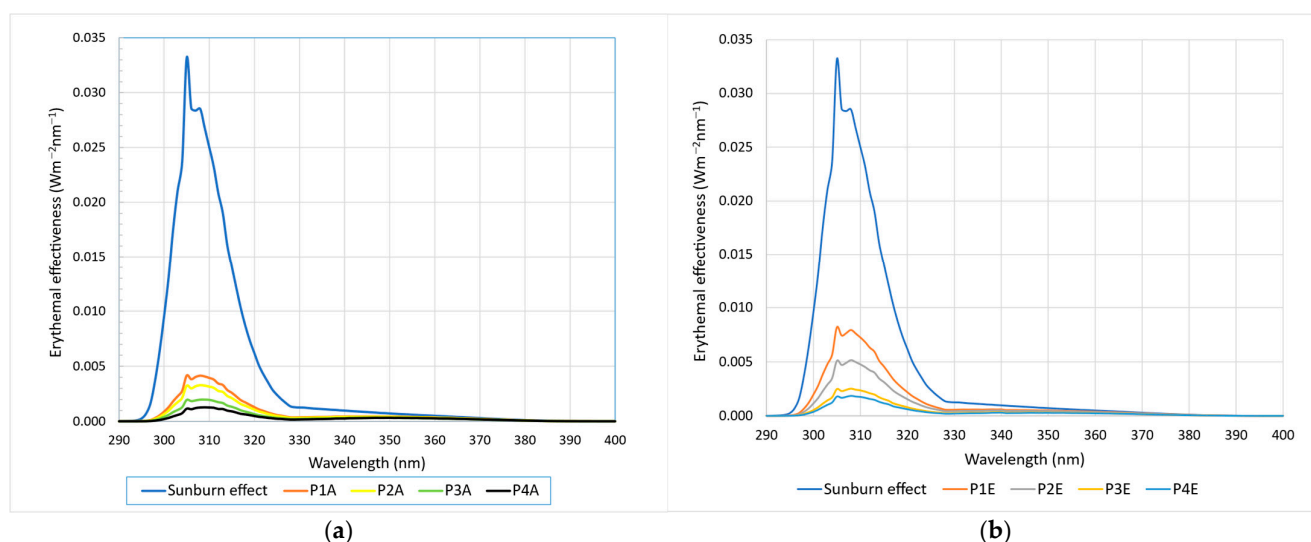 0.035
0.030
0.025
0.020
0.015
0.010
0.005
0.000
Erythemal effectiveness (Wm⁻²nm⁻¹)
290 300 310 320 330 340 350 360 370 380 390 400
Wavelength (nm)
Sunburn effect P1A P2A P3A P4A
(a)
0.035
0.030
0.025
0.020
0.015
0.010
0.005
0.000
Erythemal effectiveness (Wm⁻²nm⁻¹)
290 300 310 320 330 340 350 360 370 380 390 400
Wavelength (nm)
Sunburn effect P1E P2E P3E P4E
(b)